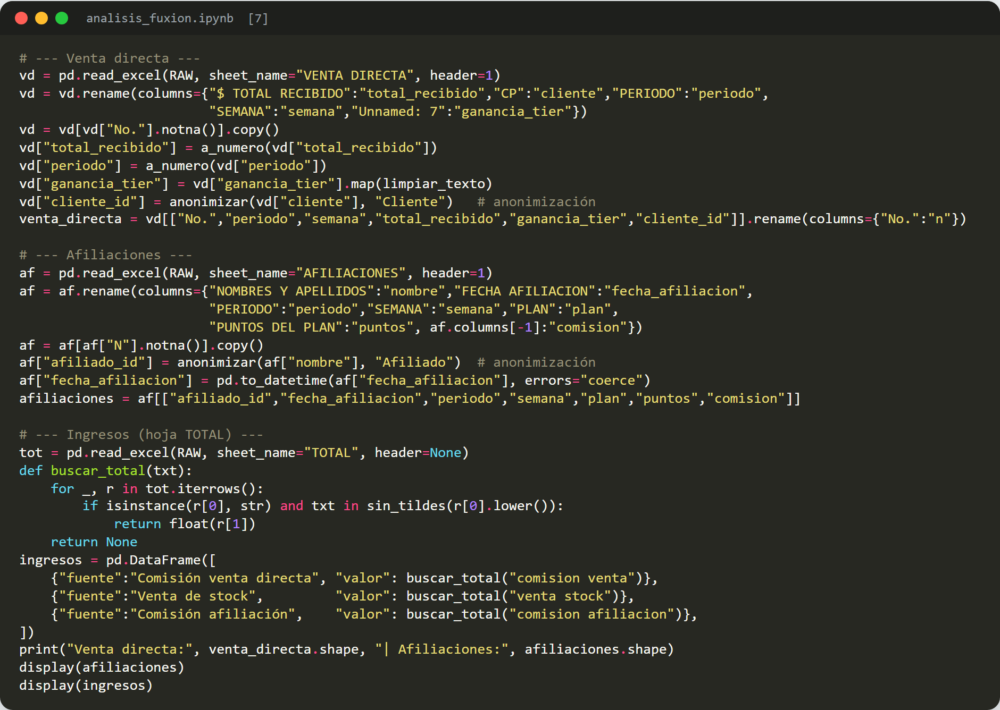 analisis_fuxion.ipynb  [7]
# --- Venta directa ---
vd = pd.read_excel(RAW, sheet_name="VENTA DIRECTA", header=1)
vd = vd.rename(columns={"$ TOTAL RECIBIDO":"total_recibido","CP":"cliente","PERIODO":"periodo",
                        "SEMANA":"semana","Unnamed: 7":"ganancia_tier"})
vd = vd[vd["No."].notna()].copy()
vd["total_recibido"] = a_numero(vd["total_recibido"])
vd["periodo"] = a_numero(vd["periodo"])
vd["ganancia_tier"] = vd["ganancia_tier"].map(limpiar_texto)
vd["cliente_id"] = anonimizar(vd["cliente"], "Cliente")   # anonimización
venta_directa = vd[["No.","periodo","semana","total_recibido","ganancia_tier","cliente_id"]].rename(columns={"No.":"n"})
# --- Afiliaciones ---
af = pd.read_excel(RAW, sheet_name="AFILIACIONES", header=1)
af = af.rename(columns={"NOMBRES Y APELLIDOS":"nombre","FECHA AFILIACION":"fecha_afiliacion",
                        "PERIODO":"periodo","SEMANA":"semana","PLAN":"plan",
                        "PUNTOS DEL PLAN":"puntos", af.columns[-1]:"comision"})
af = af[af["N"].notna()].copy()
af["afiliado_id"] = anonimizar(af["nombre"], "Afiliado")  # anonimización
af["fecha_afiliacion"] = pd.to_datetime(af["fecha_afiliacion"], errors="coerce")
afiliaciones = af[["afiliado_id","fecha_afiliacion","periodo","semana","plan","puntos","comision"]]
# --- Ingresos (hoja TOTAL) ---
tot = pd.read_excel(RAW, sheet_name="TOTAL", header=None)
def buscar_total(txt):
    for _, r in tot.iterrows():
        if isinstance(r[0], str) and txt in sin_tildes(r[0].lower()):
            return float(r[1])
    return None
ingresos = pd.DataFrame([
    {"fuente":"Comisión venta directa", "valor": buscar_total("comision venta")},
    {"fuente":"Venta de stock",         "valor": buscar_total("venta stock")},
    {"fuente":"Comisión afiliación",    "valor": buscar_total("comision afiliacion")},
])
print("Venta directa:", venta_directa.shape, "| Afiliaciones:", afiliaciones.shape)
display(afiliaciones)
display(ingresos)